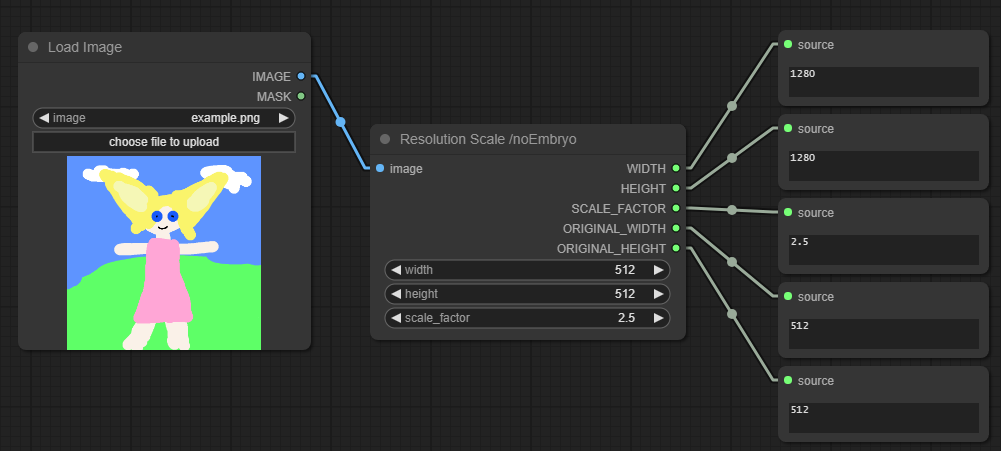 Load Image
IMAGE
MASK
image example.png
choose file to upload
Resolution Scale /noEmbryo
image WIDTH
HEIGHT
SCALE_FACTOR
ORIGINAL_WIDTH
ORIGINAL_HEIGHT
width 512
height 512
scale_factor 2.5
source
1280
source
1280
source
2.5
source
512
source
512